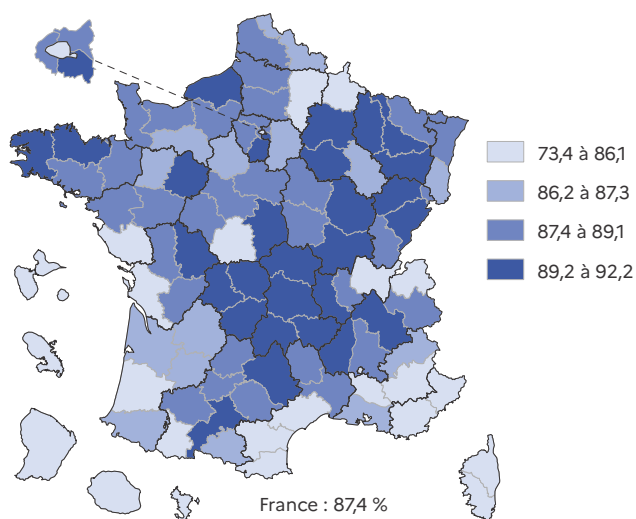 73,4 à 86,1
86,2 à 87,3
87,4 à 89,1
89,2 à 92,2
France : 87,4 %